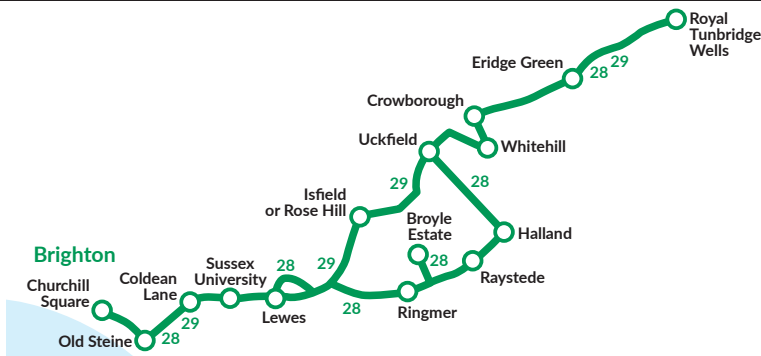 Royal
Tunbridge
Wells
Eridge Green
28 29
Crowborough
Uckfield
Whitehill
29
28
Isfield
or Rose Hill
Broyle
Estate
Halland
28
Raystede
Brighton
Sussex
University
28
29
Churchill
Square
Coldean
Lane
Lewes
28
Ringmer
Old Steine
28
29